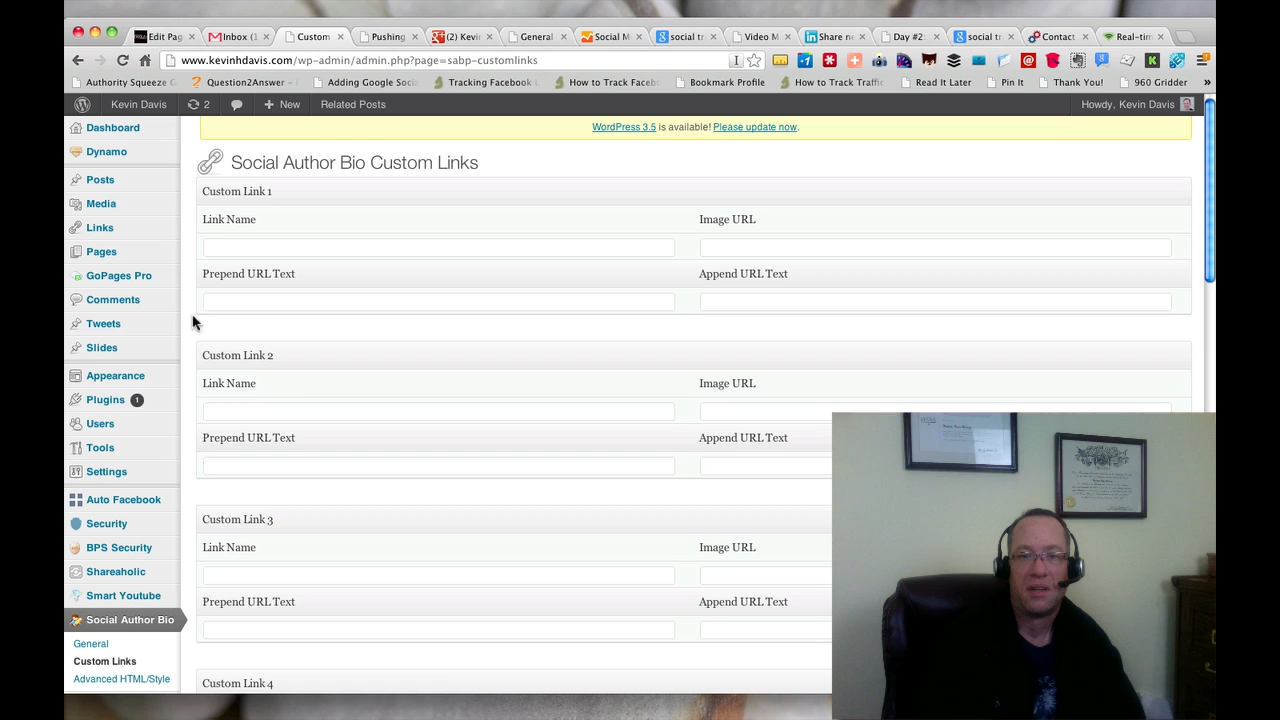 Edit Pag
Inbox (1
Custom
Pushing
(2) Kevin
General
Social M
social tr
Video M
Share ne
Day #2:
social tr
Contact
Real-tim
www.kevinhdavis.com/wp-admin/admin.php?page=sabp-customlinks
Authority Squeeze G
Question2Answer
Adding Google Social
Tracking Facebook
How to Track Faceb
Bookmark Profile
How to Track Traffi
Read It Later
Pin It
Thank You!
960 Gridder
»
Kevin Davis
2
+ New
Related Posts
Howdy, Kevin Davis
WordPress 3.5 is available! Please update now.
Dashboard
Dynamo
Posts
Media
Links
Pages
GoPages Pro
Comments
Tweets
Slides
Appearance
Plugins 1
Users
Tools
Settings
Auto Facebook
Security
BPS Security
Shareaholic
Smart Youtube
Social Author Bio
General
Custom Links
Advanced HTML/Style
Social Author Bio Custom Links
Custom Link 1
Link Name
Image URL
Prepend URL Text
Append URL Text
Custom Link 2
Link Name
Image URL
Prepend URL Text
Append URL Text
Custom Link 3
Link Name
Image URL
Prepend URL Text
Append URL Text
Custom Link 4